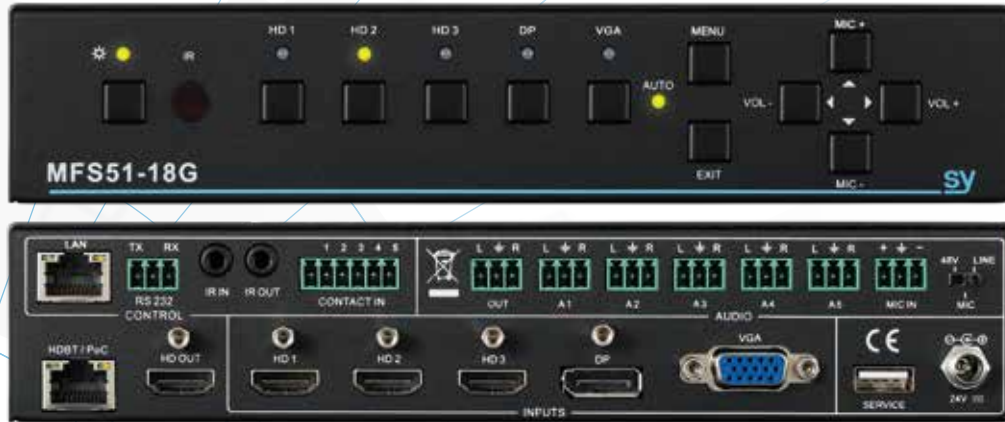 HD 1 HD 2 HD 3 DP VGA MENU MIC +
IR
AUTO
VOL - VOL +
MFS51-18G
EXIT
MIC -
sy
LAN TX RX 1 2 3 4 5 L R L R L R L R L R L R + - 48V LINE
RS 232 IR IN IR OUT CONTACT IN OUT A1 A2 A3 A4 A5 MIC IN MIC
CONTROL AUDIO
HDBT / PoC HD OUT HD 1 HD 2 HD 3 DP VGA CE
SERVICE 24V
INPUTS